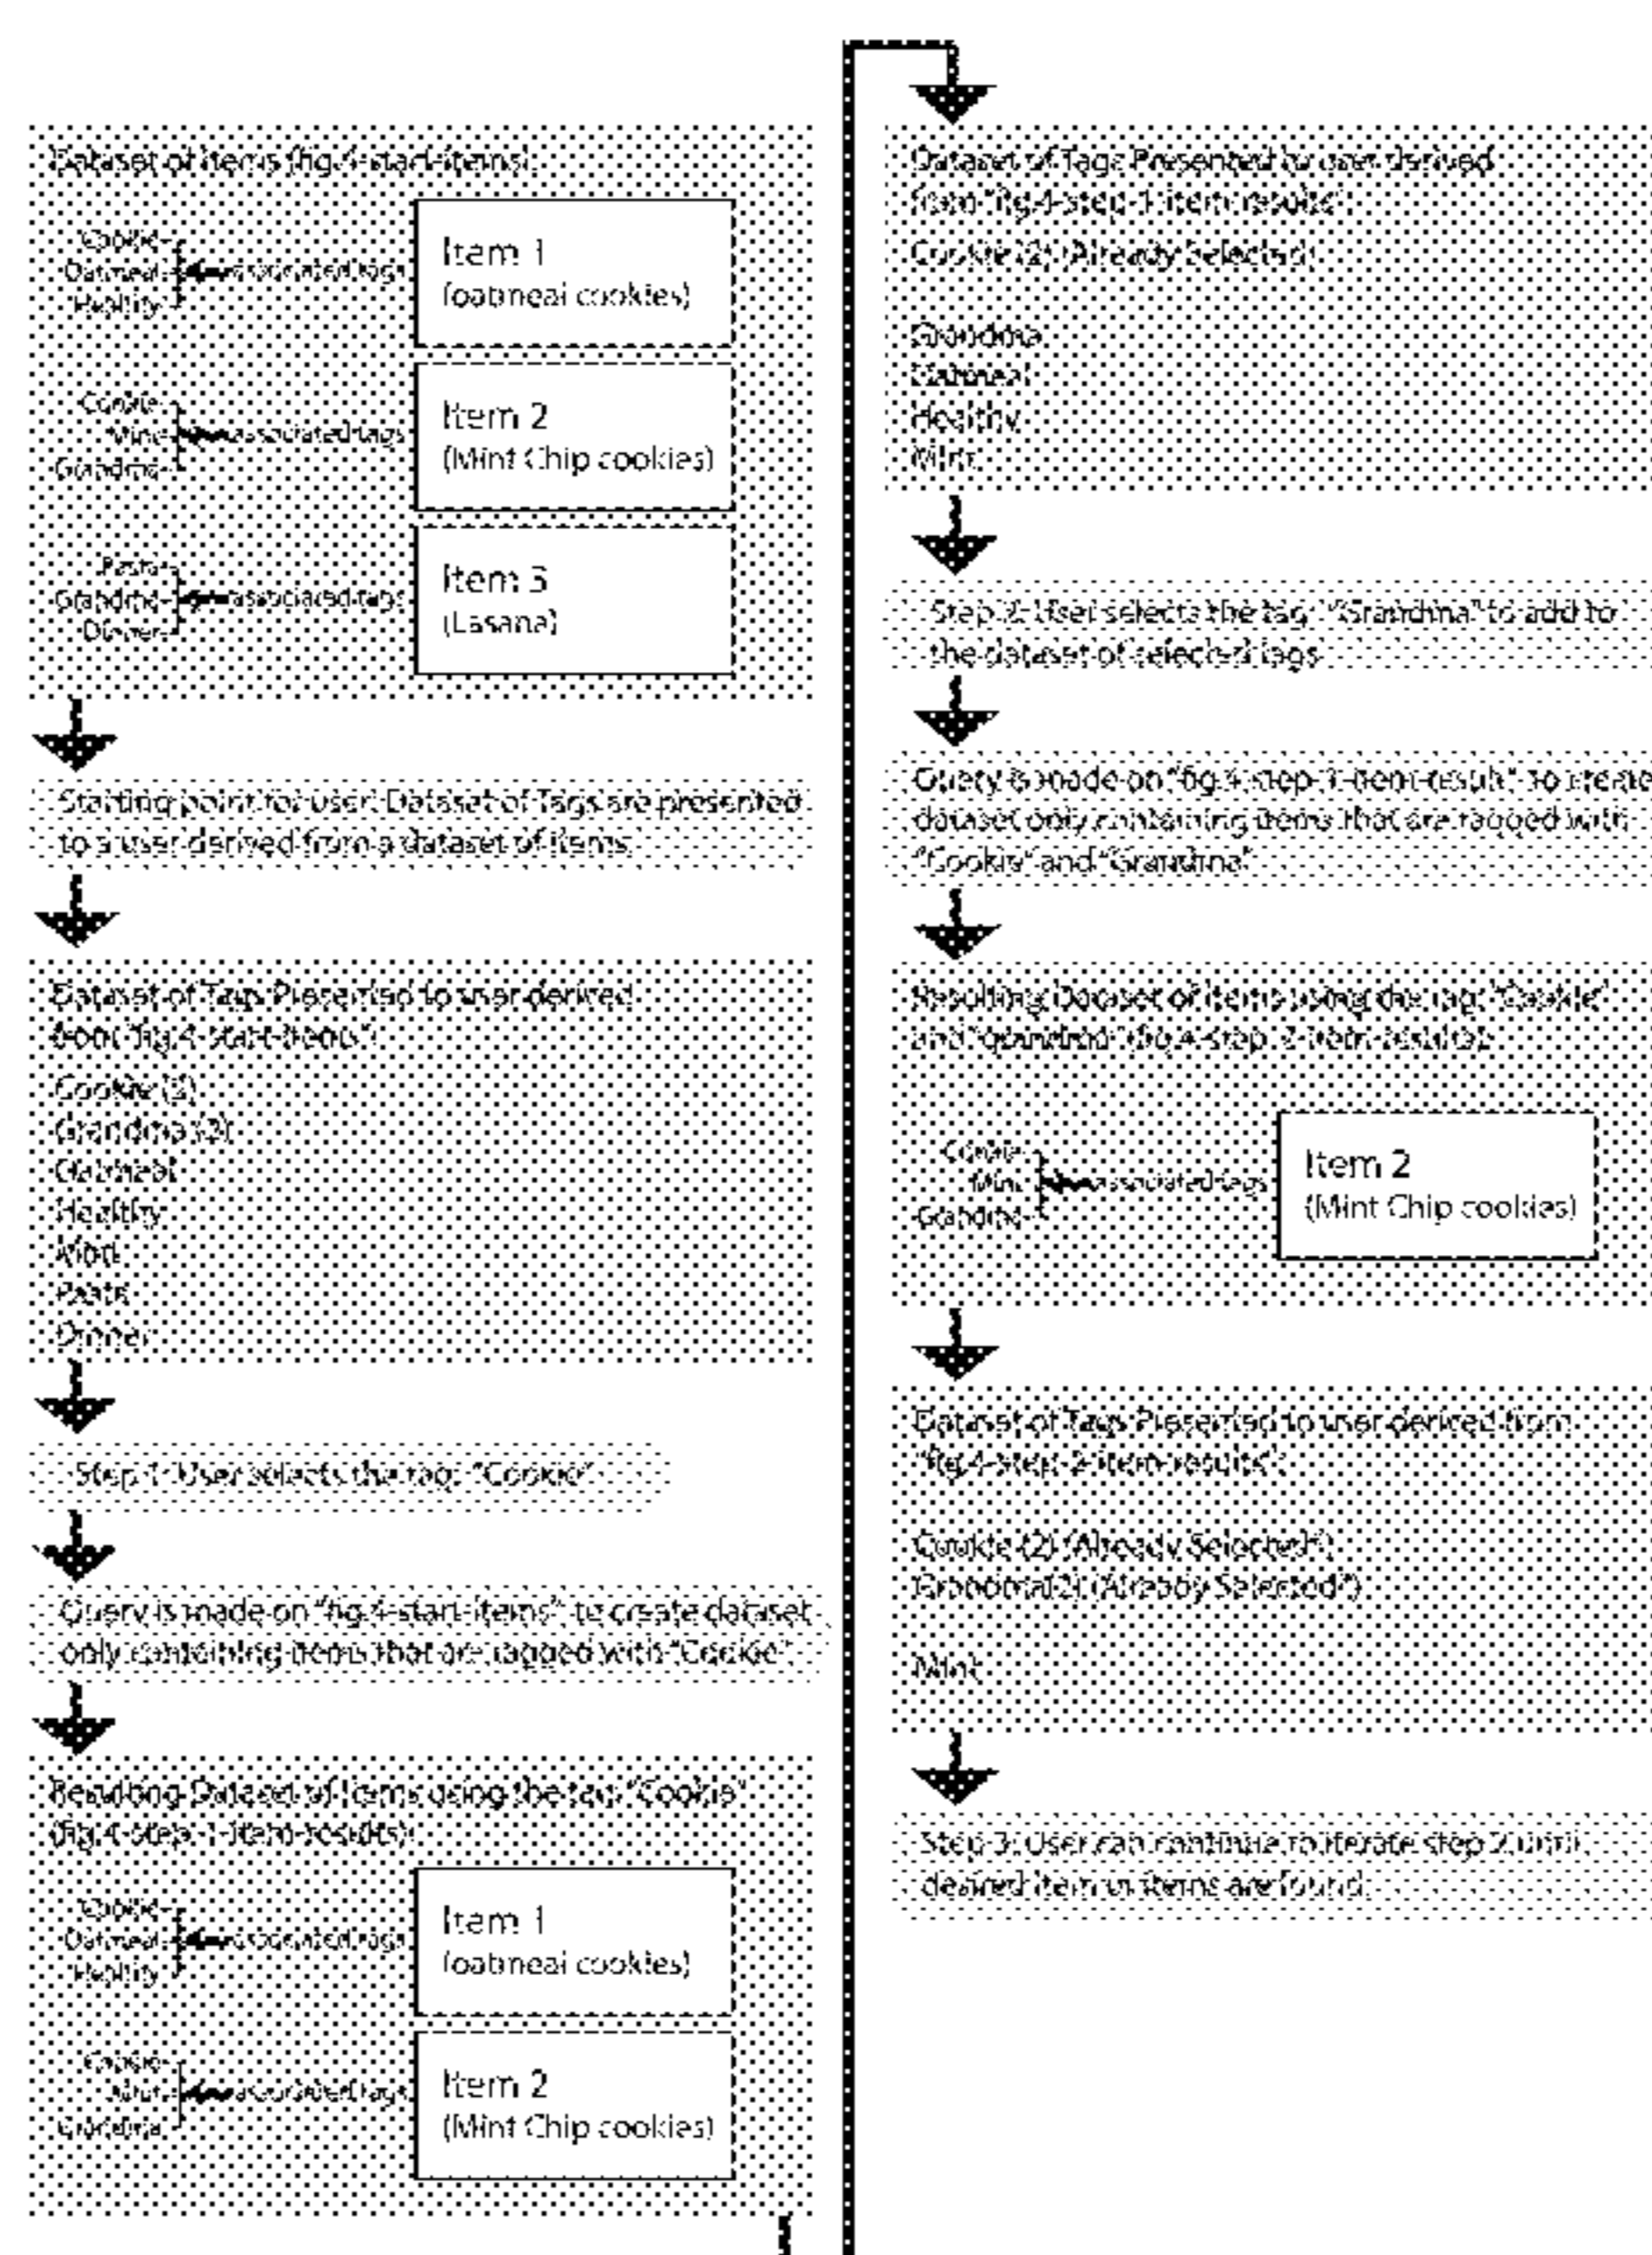 Dataset of Items (fig.4-start-items):
Cookie
Oatmeal
Healthy
associated tags
Item 1
(oatmeal cookies)
Cookie
Mint
Grandma
associated tags
Item 2
(Mint Chip cookies)
Pasta
Grandma
Dinner
associated tags
Item 3
(Lasana)
Starting point for user: Dataset of Tags are presented
to a user derived from a dataset of items
Dataset of Tags Presented to user derived
from "fig.4-start-items":
Cookie (2)
Grandma (2)
Oatmeal
Healthy
Mint
Pasta
Dinner
Step 1: User selects the tag: "Cookie"
Query is made on "fig.4-start-items" to create dataset
only containing items that are tagged with "Cookie"
Resulting Dataset of Items using the tag: "Cookie"
(fig.4-step-1-item-results):
Cookie
Oatmeal
Healthy
associated tags
Item 1
(oatmeal cookies)
Cookie
Mint
Grandma
associated tags
Item 2
(Mint Chip cookies)
Dataset of Tags Presented to user derived
from "fig.4-step-1-item-results":
Cookie (2) (Already Selected)
Grandma
Oatmeal
Healthy
Mint
Step 2: User selects the tag: "Grandma" to add to
the dataset of selected tags
Query is made on "fig.4-step-1-item-result" to create
dataset only containing items that are tagged with
"Cookie" and "Grandma"
Resulting Dataset of items using the tag: "Cookie"
and "grandma" (fig.4-step-2-item-results):
Cookie
Mint
Grandma
associated tags
Item 2
(Mint Chip cookies)
Dataset of Tags Presented to user derived from
"fig.4-step-2-item-results":
Cookie (2) (Already Selected*)
Grandma(2) (Already Selected*)
Mint
Step 3: User can continue to iterate step 2 until
desired item or items are found.